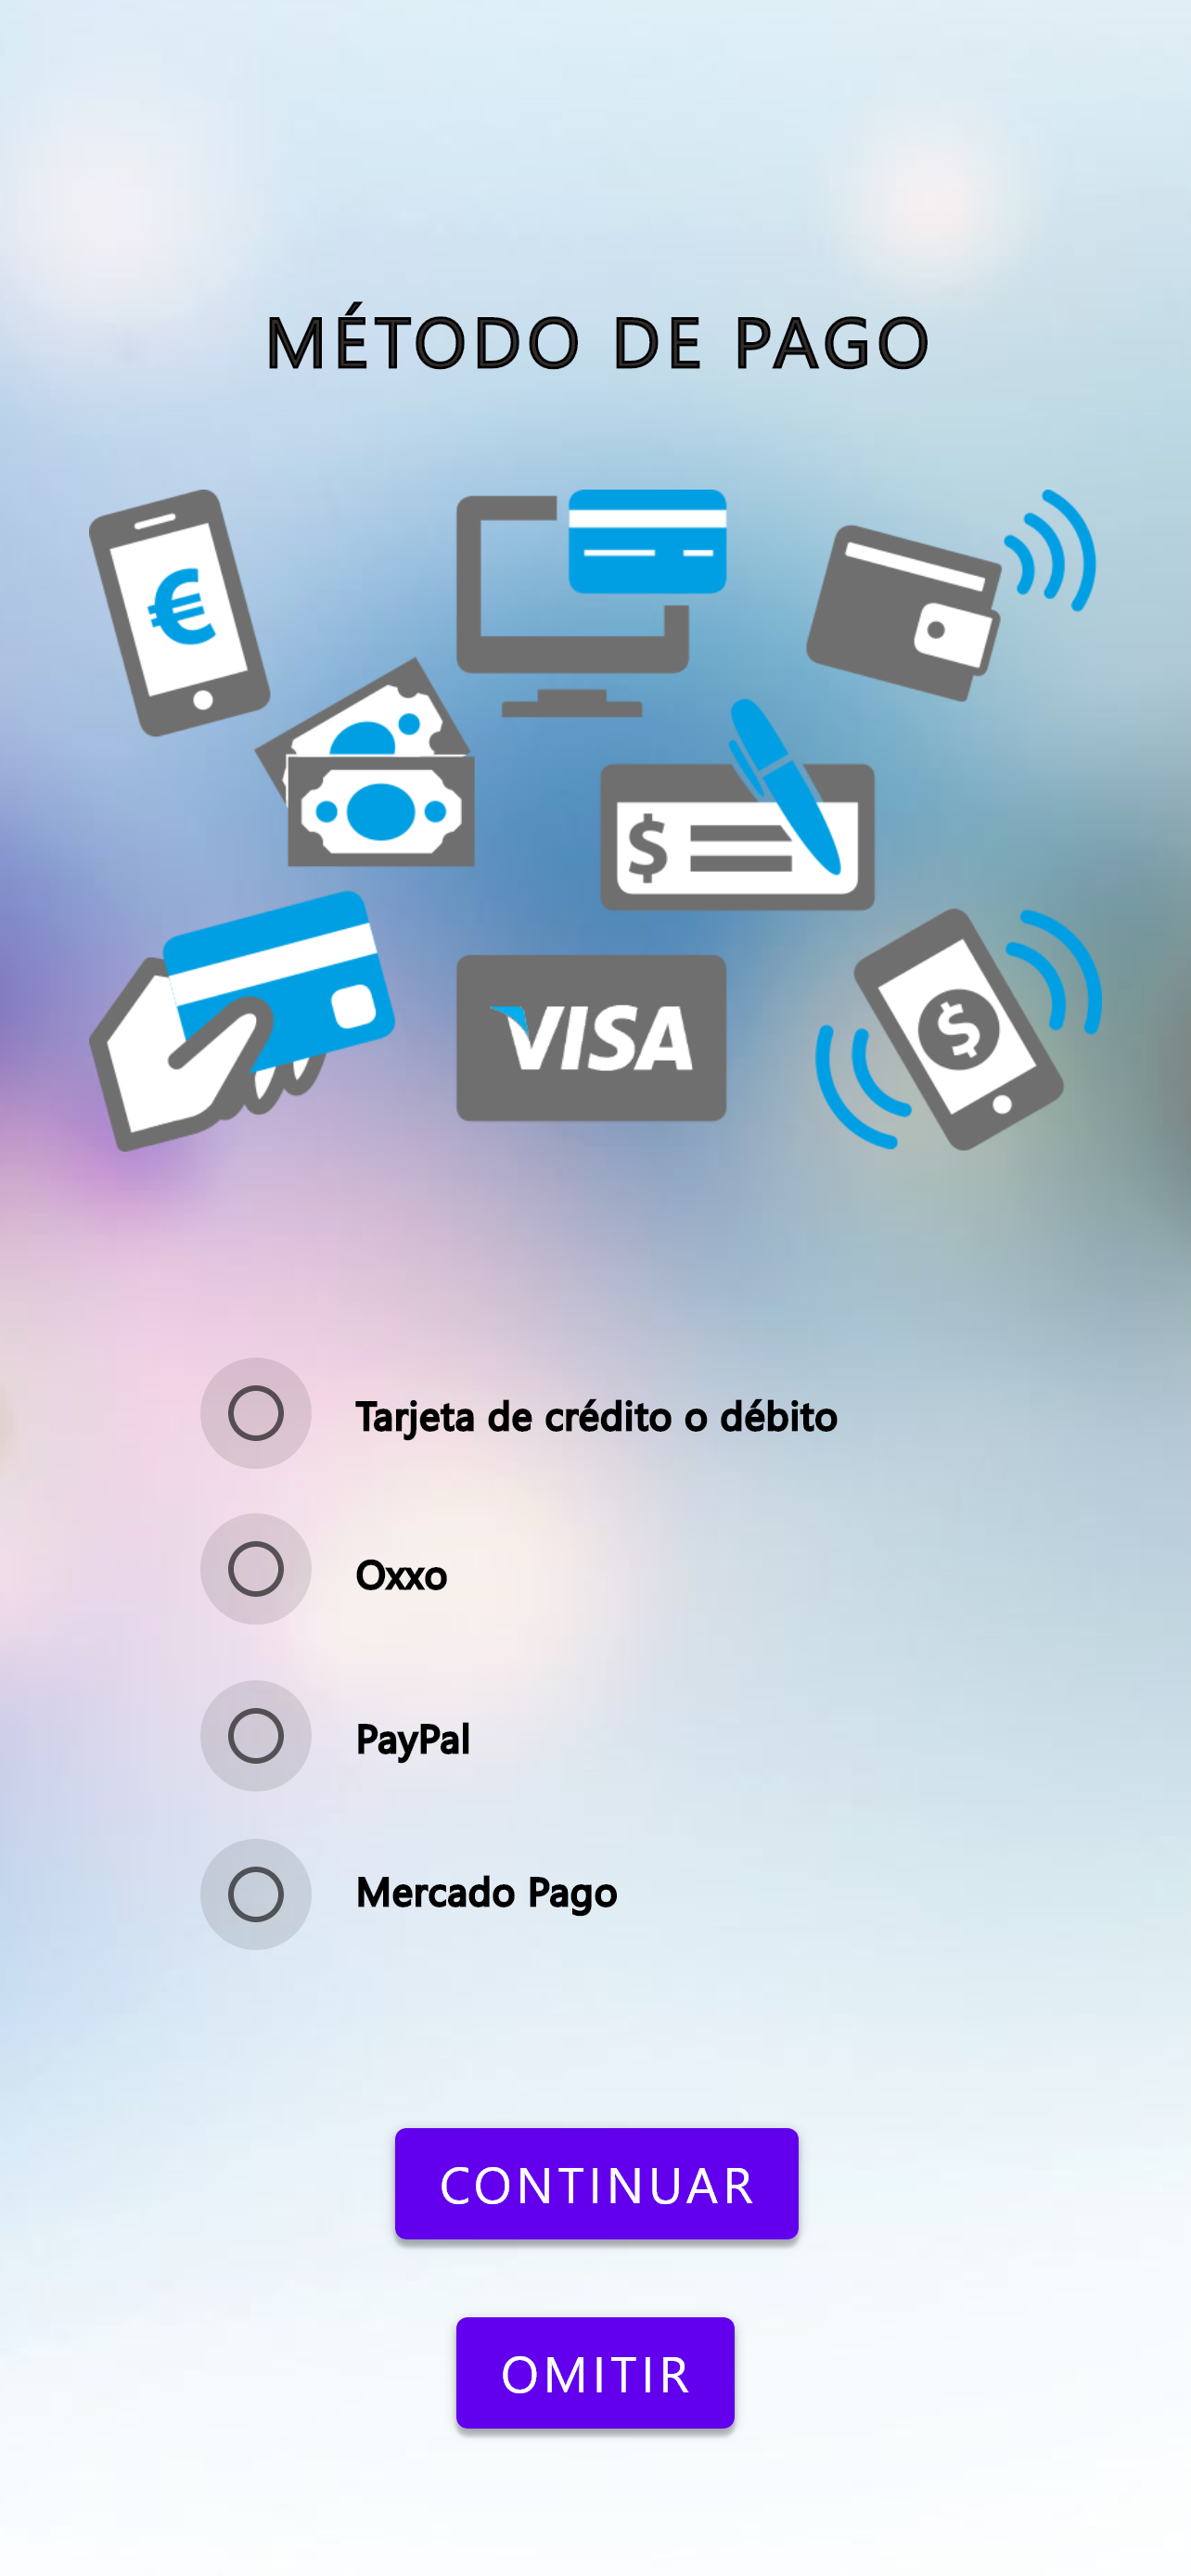 MÉTODO DE PAGO
€
$
VISA
$
Tarjeta de crédito o débito
Oxxo
PayPal
Mercado Pago
CONTINUAR
OMITIR